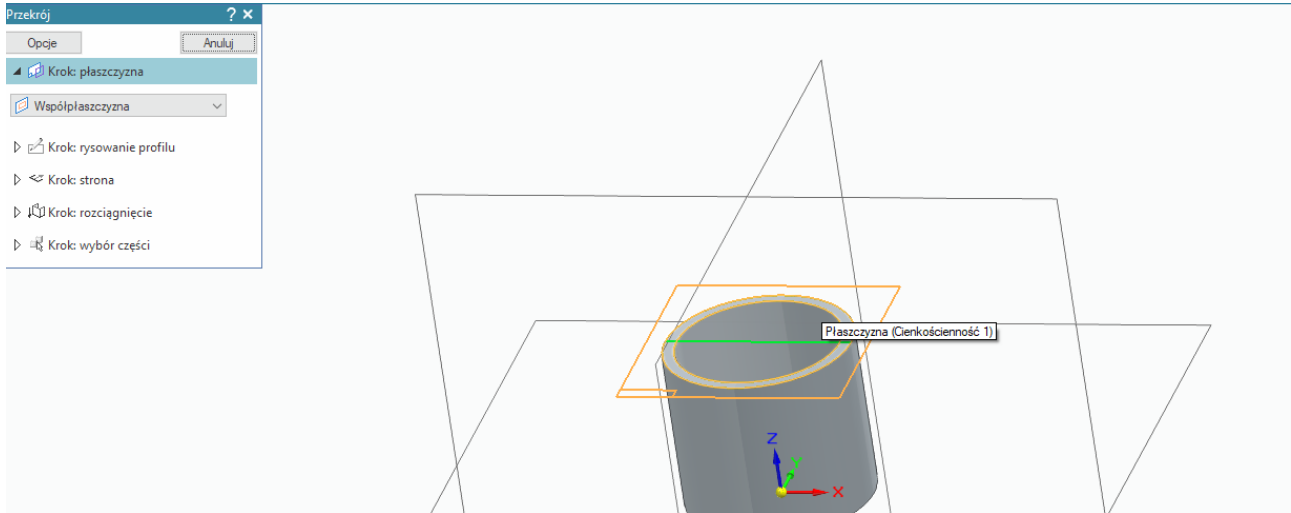 Przekrój ? ×
Opcje Anuluj
Krok: płaszczyzna
Współpłaszczyzna
Krok: rysowanie profilu
Krok: strona
Krok: rozciągnięcie
Krok: wybór części
Płaszczyzna (Cienkościenność 1)
Z
Y
X